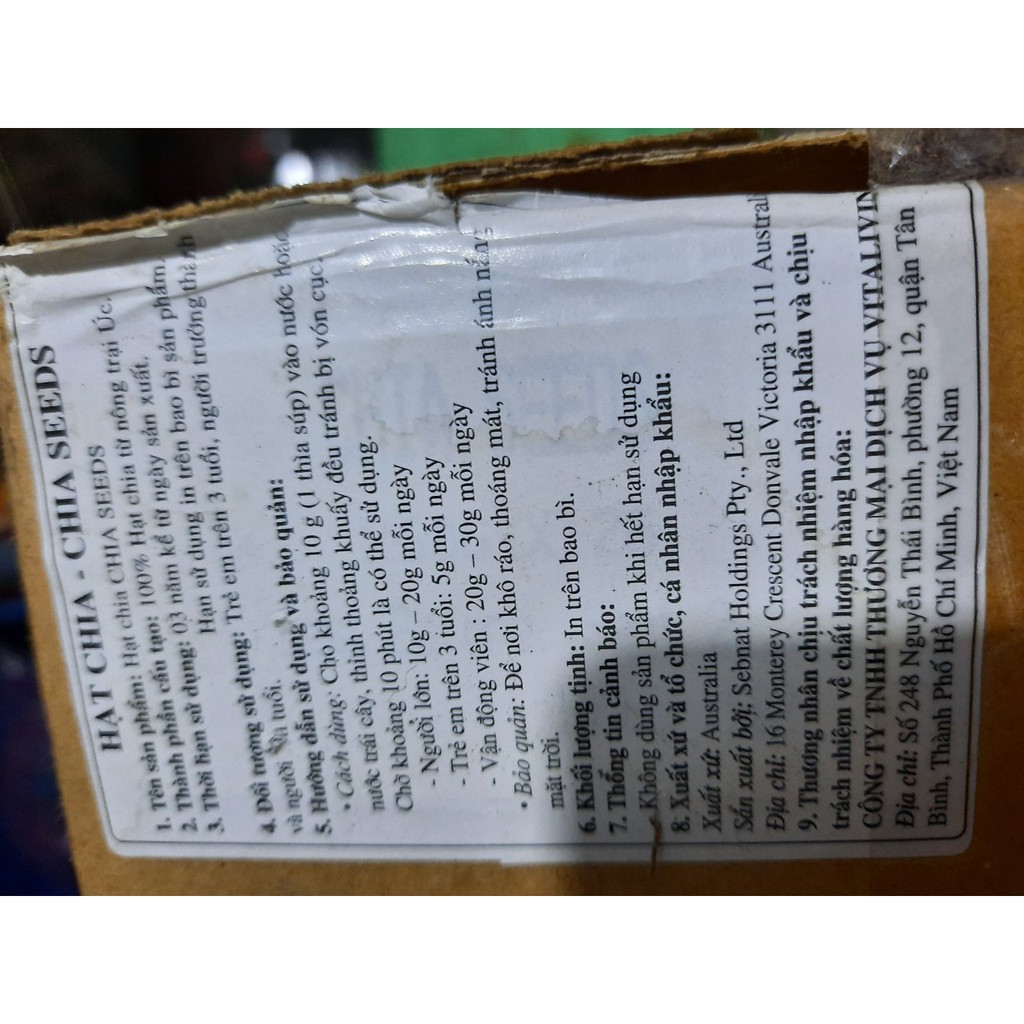 HẠT CHIA - CHIA SEEDS
HẠT CHIA CHIA SEEDS
1. Tên sản phẩm: Hạt chia CHIA SEEDS
2. Thành phần cấu tạo: 100% Hạt chia từ nông trại Úc.
3. Thời hạn sử dụng: 03 năm kể từ ngày sản xuất.
Hạn sử dụng in trên bao bì sản phẩm.
4. Đối tượng sử dụng: Trẻ em trên 3 tuổi, người trưởng thành
và người tuổi.
5. Hướng dẫn sử dụng và bảo quản:
• Cách dùng: Cho khoảng 10 g (1 thìa súp) vào nước hoặc
nước trái cây, thỉnh thoảng khuấy đều tránh bị vón cục.
Chờ khoảng 10 phút là có thể sử dụng.
- Người lớn: 10g – 20g mỗi ngày
- Trẻ em trên 3 tuổi: 5g mỗi ngày
- Vận động viên : 20g – 30g mỗi ngày
• Bảo quản: Để nơi khô ráo, thoáng mát, tránh ánh nắng
mặt trời.
6. Khối lượng tịnh: In trên bao bì.
7. Thông tin cảnh báo:
Không dùng sản phẩm khi hết hạn sử dụng
8. Xuất xứ và tổ chức, cá nhân nhập khẩu:
Xuất xứ: Australia
Sản xuất bởi: Sebnat Holdings Pty., Ltd
Địa chỉ: 16 Monterey Crescent Donvale Victoria 3111 Austral
9. Thương nhân chịu trách nhiệm nhập khẩu và chịu
trách nhiệm về chất lượng hàng hóa:
CÔNG TY TNHH THƯƠNG MẠI DỊCH VỤ VITALIVIN
Địa chỉ: Số 248 Nguyễn Thái Bình, phường 12, quận Tân
Bình, Thành Phố Hồ Chí Minh, Việt Nam